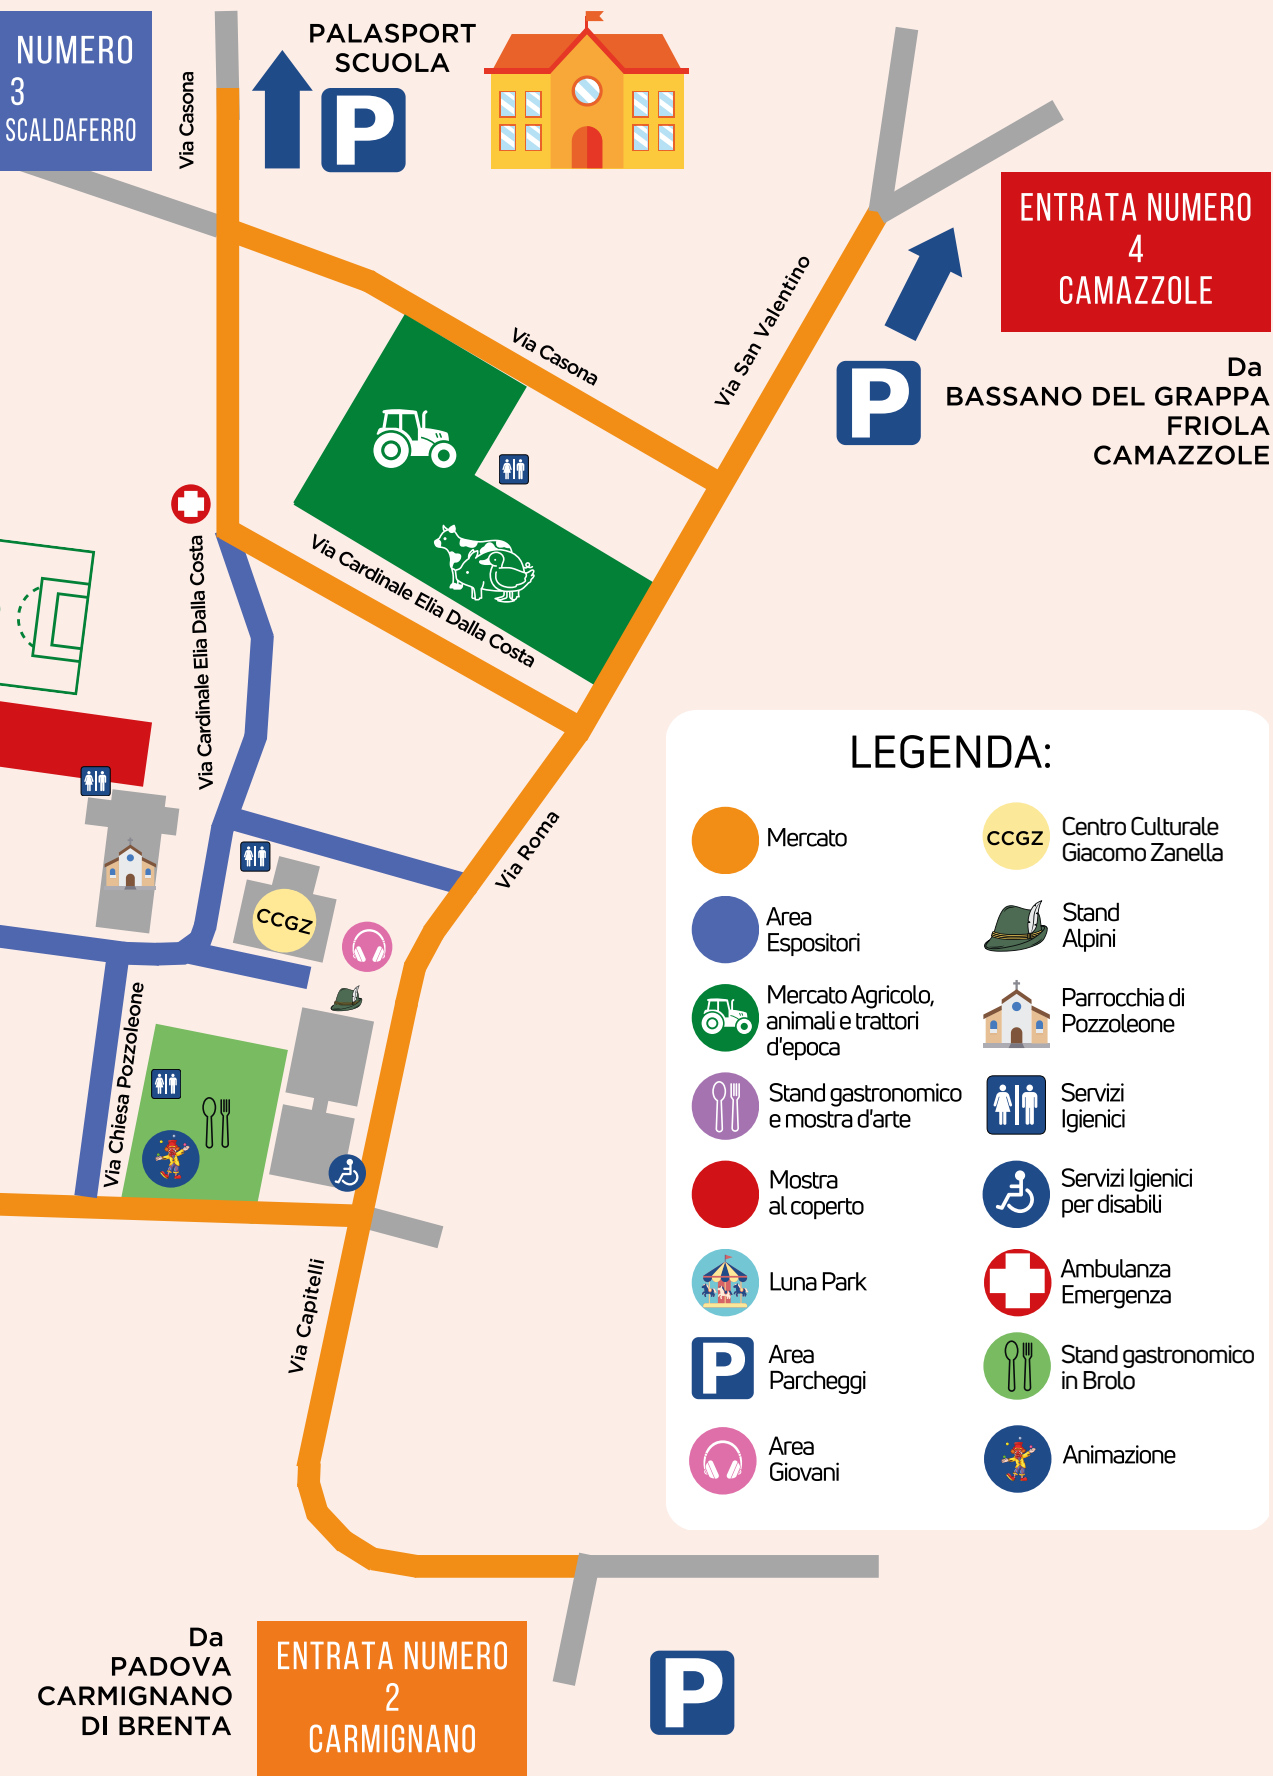 NUMERO
3
SCALDAFERRO
Via Casona
PALASPORT
SCUOLA
P
ENTRATA NUMERO
4
CAMAZZOLE
Via San Valentino
Via Casona
P
Da
BASSANO DEL GRAPPA
FRIOLA
CAMAZZOLE
Via Cardinale Elia Dalla Costa
Via Cardinale Elia Dalla Costa
Via Roma
CCGZ
Via Chiesa Pozzoleone
Via Capitelli
LEGENDA:
Mercato
Area
Espositori
Mercato Agricolo,
animali e trattori
d'epoca
Stand gastronomico
e mostra d'arte
Mostra
al coperto
Luna Park
P
Area
Parcheggi
Area
Giovani
CCGZ
Centro Culturale
Giacomo Zanella
Stand
Alpini
Parrocchia di
Pozzoleone
Servizi
Igienici
Servizi Igienici
per disabili
Ambulanza
Emergenza
Stand gastronomico
in Brolo
Animazione
Da
PADOVA
CARMIGNANO
DI BRENTA
ENTRATA NUMERO
2
CARMIGNANO
P